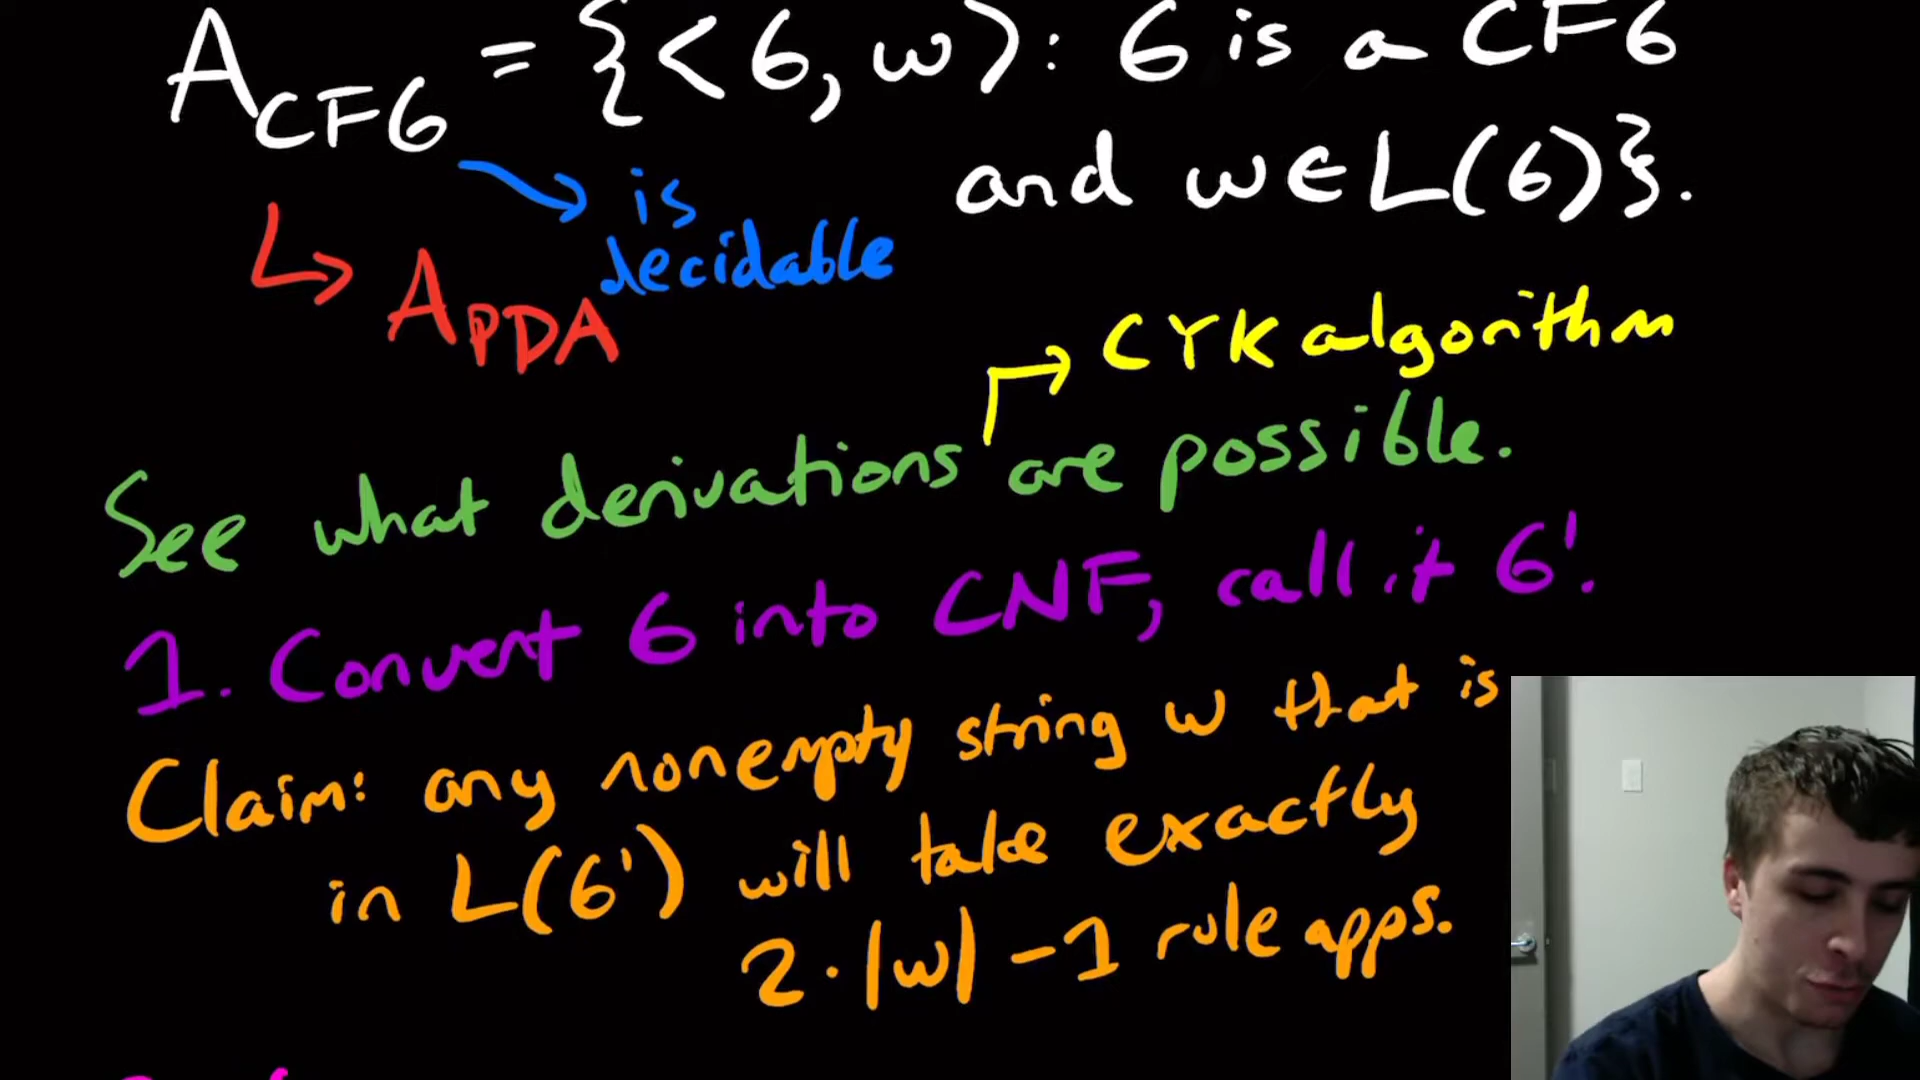 A_CFG = {<G, w>: G is a CFG
and w∈L(G)}.
is
decidable
A_PDA
CYK algorithm
See what derivations are possible.
1. Convert G into CNF, call it G'.
Claim: any nonempty string w that is
in L(G') will take exactly
2·|w|-1 rule apps.